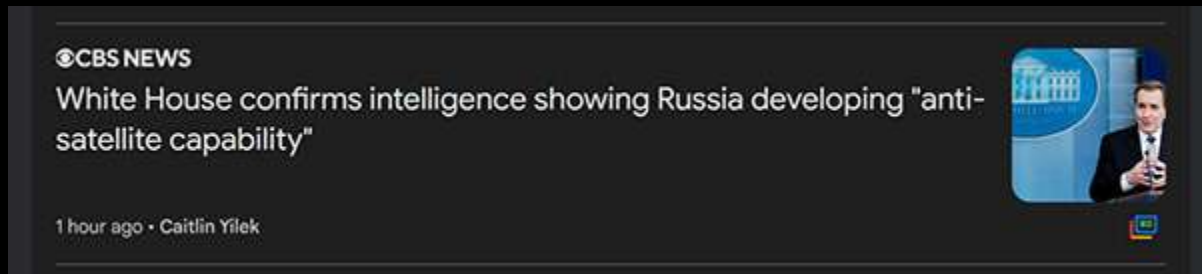 CBS NEWS
White House confirms intelligence showing Russia developing "anti-
satellite capability"
1 hour ago • Caitlin Yilek